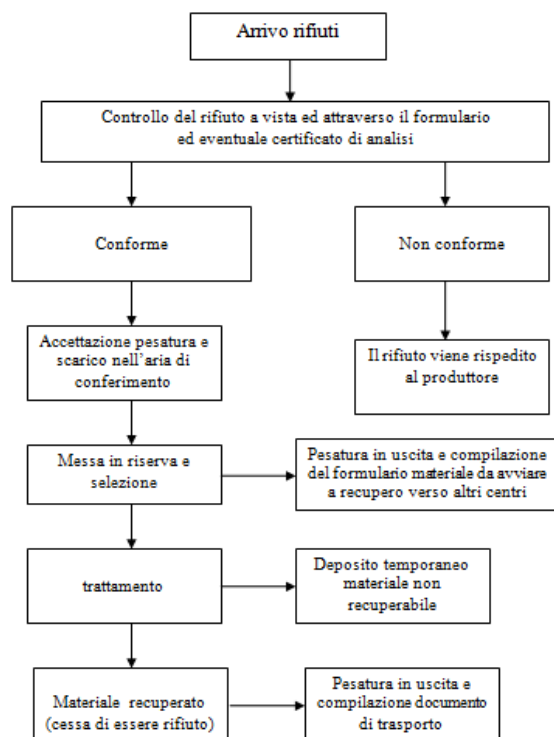 Arrivo rifiuti
Controllo del rifiuto a vista ed attraverso il formulario
ed eventuale certificato di analisi
Conforme
Non conforme
Accettazione pesatura e
scarico nell'aria di
conferimento
Il rifiuto viene rispedito
al produttore
Messa in riserva e
selezione
Pesatura in uscita e compilazione
del formulario materiale da avviare
a recupero verso altri centri
trattamento
Deposito temporaneo
materiale non
recuperabile
Materiale recuperato
(cessa di essere rifiuto)
Pesatura in uscita e
compilazione documento
di trasporto